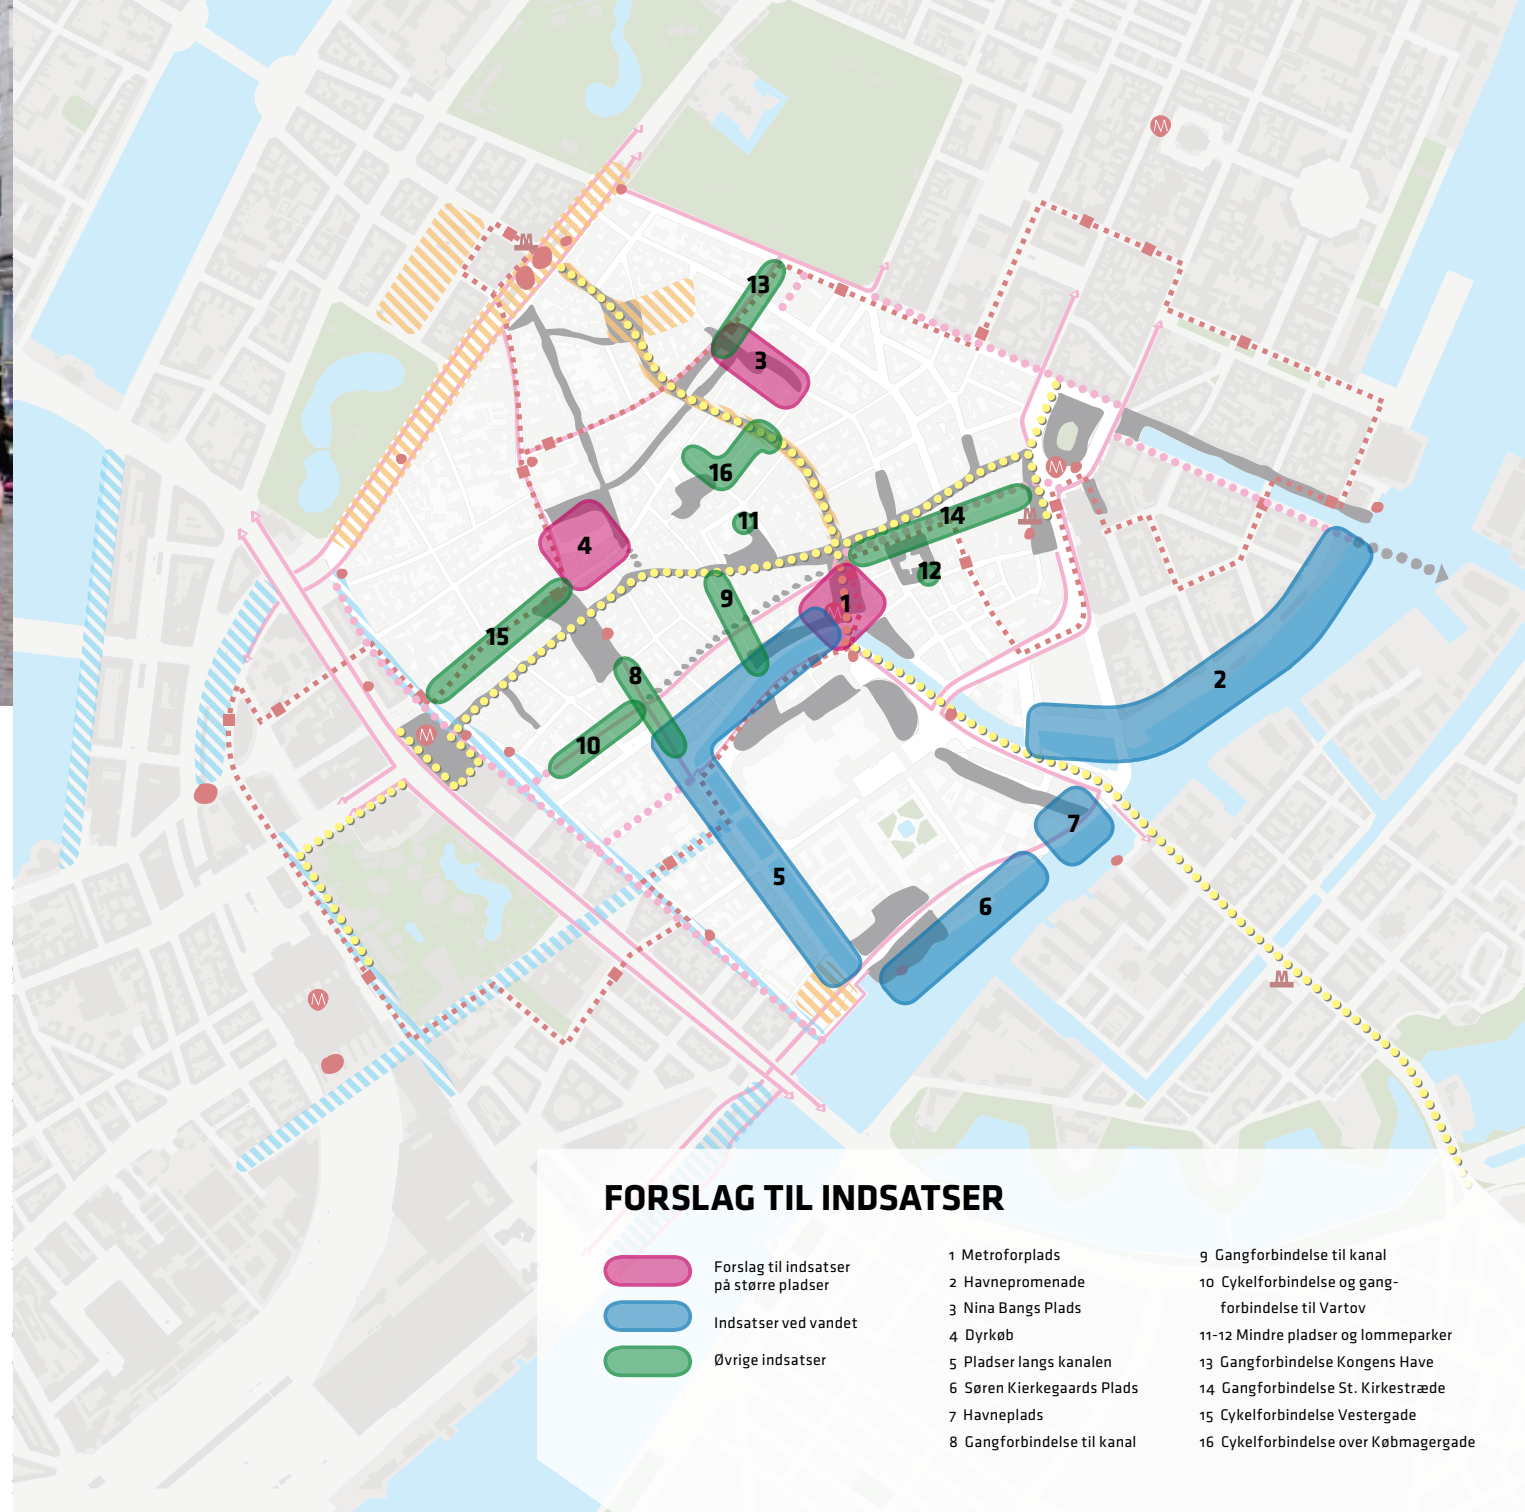 M
M
13
3
16
M
11
14
M
4
12
9
1
M
15
8
2
10
M
7
5
6
M
M
FORSLAG TIL INDSATSER
Forslag til indsatser
på større pladser
Indsatser ved vandet
Øvrige indsatser
1 Metroforplads
2 Havnepromenade
3 Nina Bangs Plads
4 Dyrkøb
5 Pladser langs kanalen
6 Søren Kierkegaards Plads
7 Havneplads
8 Gangforbindelse til kanal
9 Gangforbindelse til kanal
10 Cykelforbindelse og gang-
forbindelse til Vartov
11-12 Mindre pladser og lommeparker
13 Gangforbindelse Kongens Have
14 Gangforbindelse St. Kirkestræde
15 Cykelforbindelse Vestergade
16 Cykelforbindelse over Købmagergade